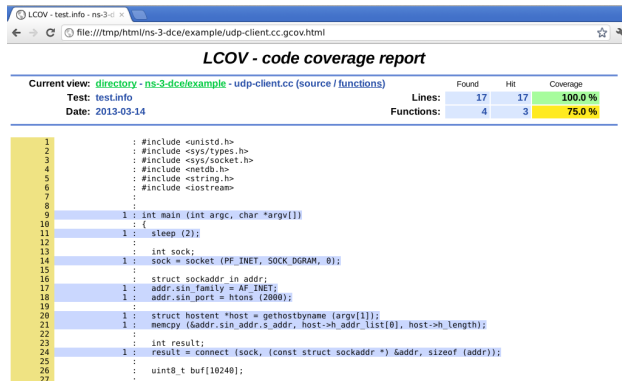 LCOV - test.info - ns-3-d
file:///tmp/html/ns-3-dce/example/udp-client.cc.gcov.html
LCOV - code coverage report
Current view: directory - ns-3-dce/example - udp-client.cc (source / functions) Found Hit Coverage
Test: test.info Lines: 17 17 100.0 %
Date: 2013-03-14 Functions: 4 3 75.0 %
1 : #include <unistd.h>
2 : #include <sys/types.h>
3 : #include <sys/socket.h>
4 : #include <netdb.h>
5 : #include <string.h>
6 : #include <iostream>
7 :
8 :
9 1 : int main (int argc, char *argv[])
10 : {
11 1 : sleep (2);
12 :
13 : int sock;
14 1 : sock = socket (PF_INET, SOCK_DGRAM, 0);
15 :
16 : struct sockaddr_in addr;
17 1 : addr.sin_family = AF_INET;
18 1 : addr.sin_port = htons (2000);
19 :
20 1 : struct hostent *host = gethostbyname (argv[1]);
21 1 : memcpy (&addr.sin_addr.s_addr, host->h_addr_list[0], host->h_length);
22 :
23 : int result;
24 1 : result = connect (sock, (const struct sockaddr *) &addr, sizeof (addr));
25 :
26 : uint8_t buf[10240];
27 :